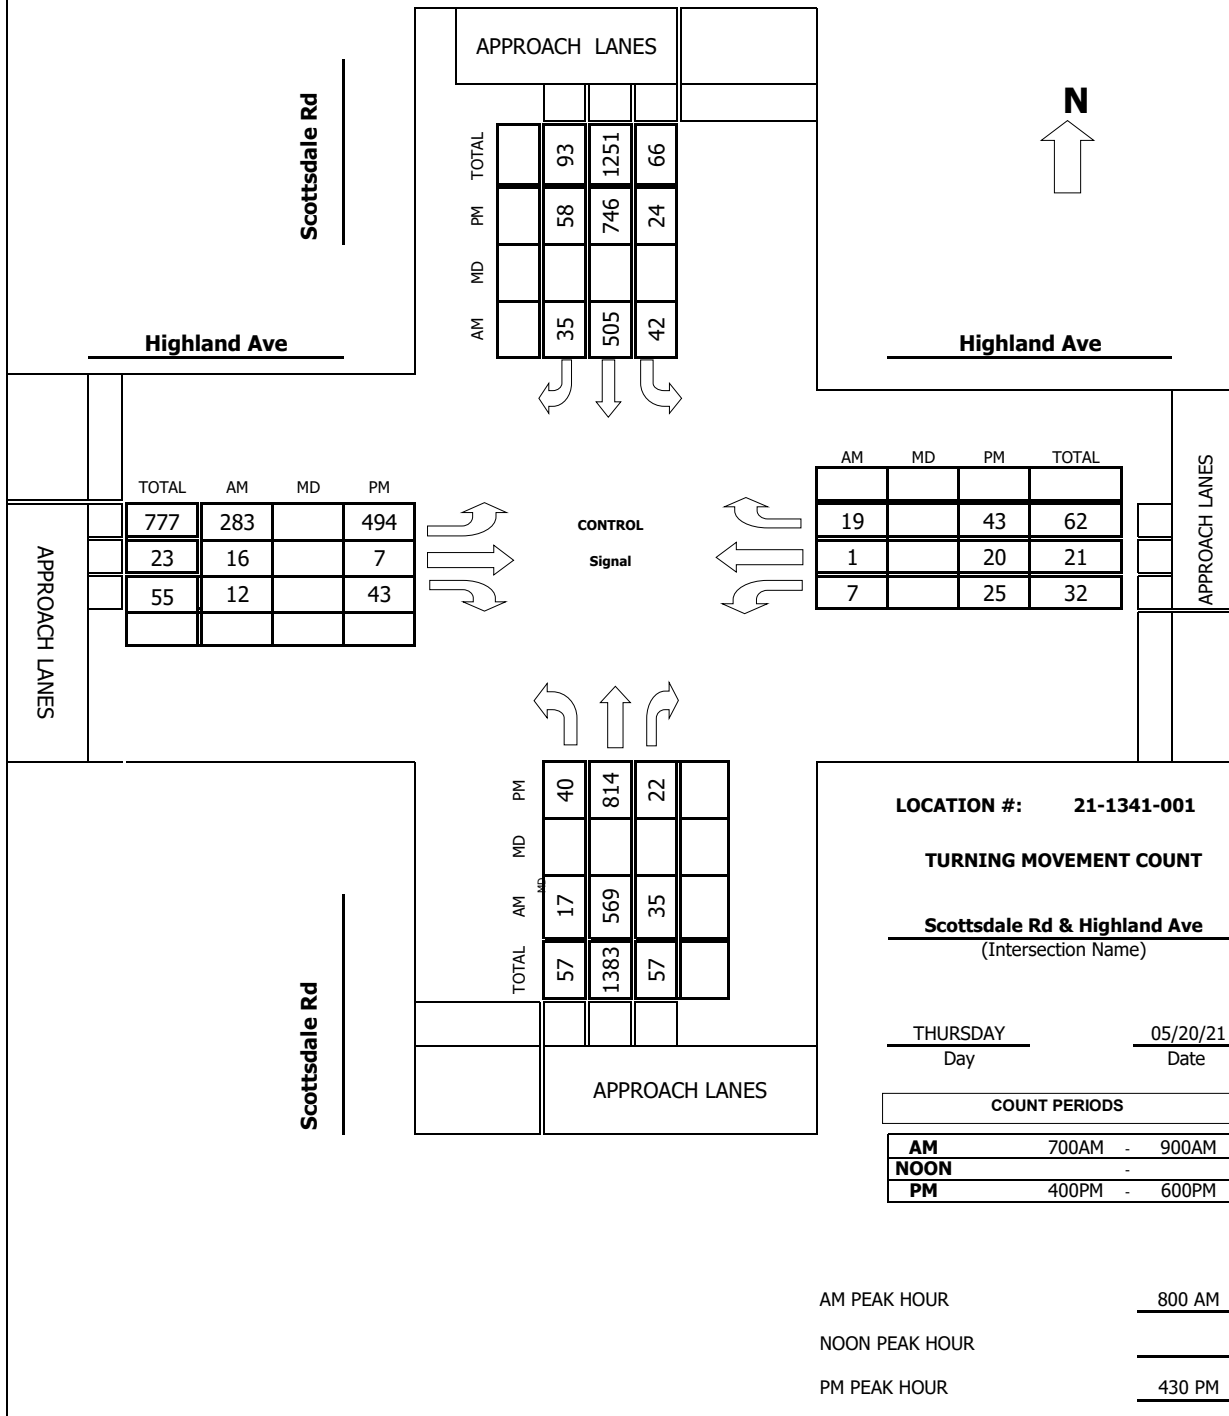 APPROACH LANES
N
Scottsdale Rd
TOTAL 93 1251 66
PM 58 746 24
MD
AM 35 505 42
Highland Ave
Highland Ave
TOTAL AM MD PM
777 283 494
23 16 7
55 12 43
APPROACH LANES
CONTROL
Signal
AM MD PM TOTAL
19 43 62
1 20 21
7 25 32
APPROACH LANES
PM 40 814 22
MD
MD
AM 17 569 35
TOTAL 57 1383 57
APPROACH LANES
Scottsdale Rd
LOCATION #: 21-1341-001
TURNING MOVEMENT COUNT
Scottsdale Rd & Highland Ave
(Intersection Name)
THURSDAY 05/20/21
Day Date
COUNT PERIODS
AM 700AM - 900AM
NOON -
PM 400PM - 600PM
AM PEAK HOUR 800 AM
NOON PEAK HOUR
PM PEAK HOUR 430 PM